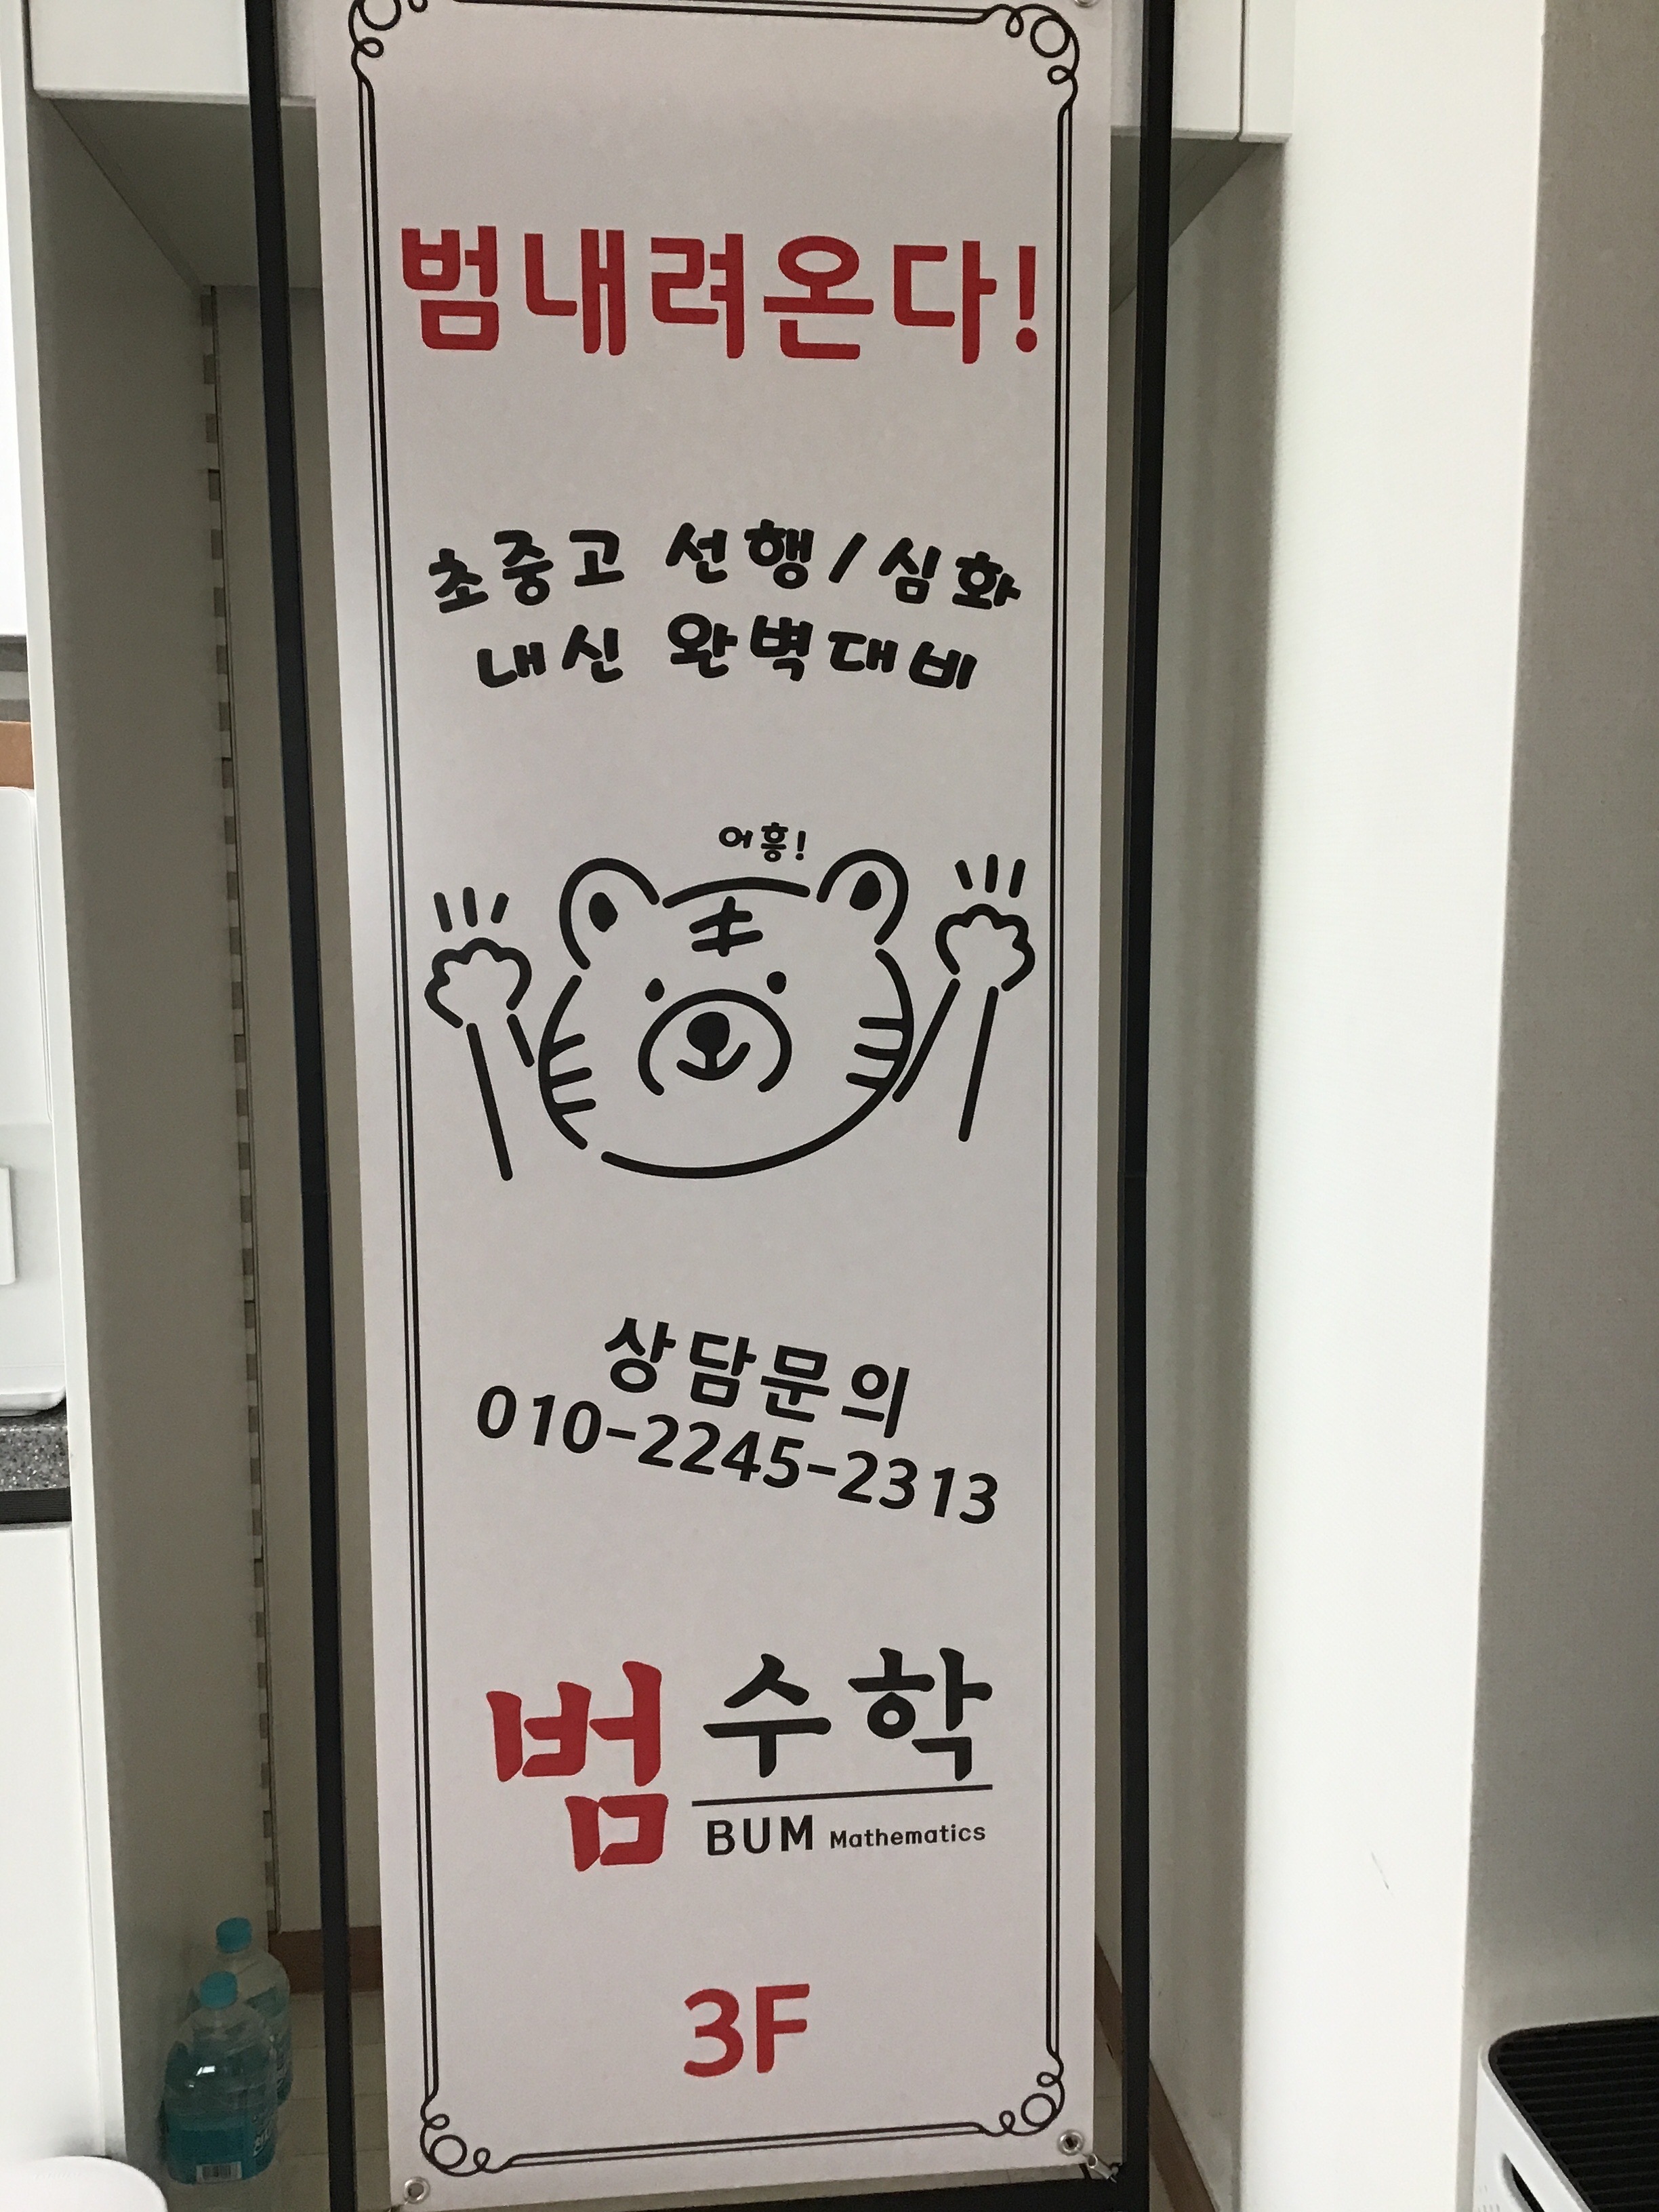 범내려온다!
초중고 선행/심화
내신 완벽대비
어흥!
상담문의
010-2245-2313
범수학
BUM Mathematics
3F